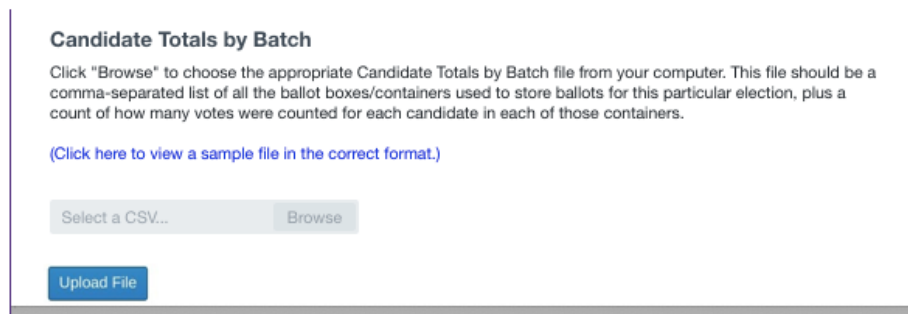 Candidate Totals by Batch
Click "Browse" to choose the appropriate Candidate Totals by Batch file from your computer. This file should be a
comma-separated list of all the ballot boxes/containers used to store ballots for this particular election, plus a
count of how many votes were counted for each candidate in each of those containers.
(Click here to view a sample file in the correct format.)
Select a CSV... Browse
Upload File